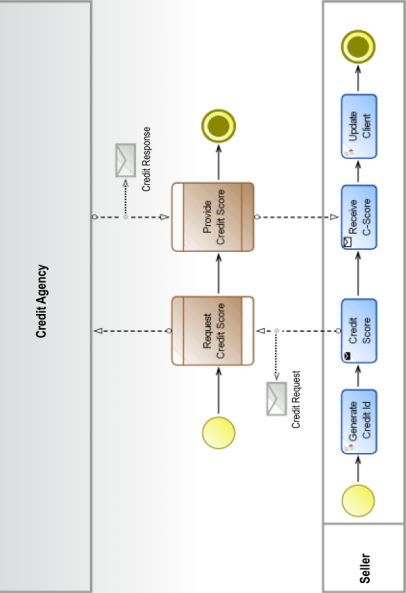 Credit Agency
Credit Response
Provide
Credit Score
Request
Credit Score
Credit Request
Update
Client
Receive
C-Score
Credit
Score
Generate
Credit Id
Seller